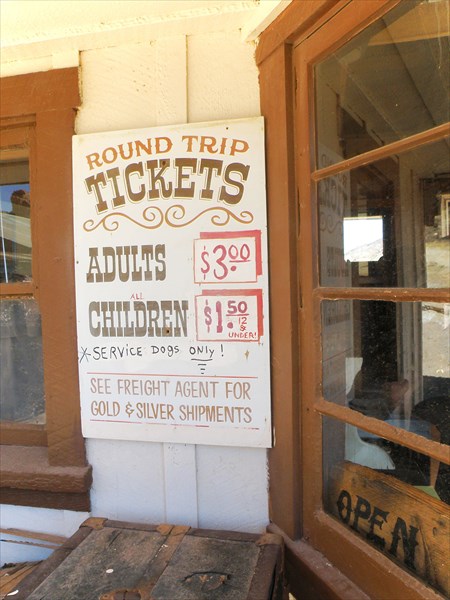 ROUND TRIP
TICKETS
ADULTS $3.00
ALL
CHILDREN $1.50 12 & UNDER!
*-SERVICE DOGS ONLY!
SEE FREIGHT AGENT FOR
GOLD & SILVER SHIPMENTS
OPEN